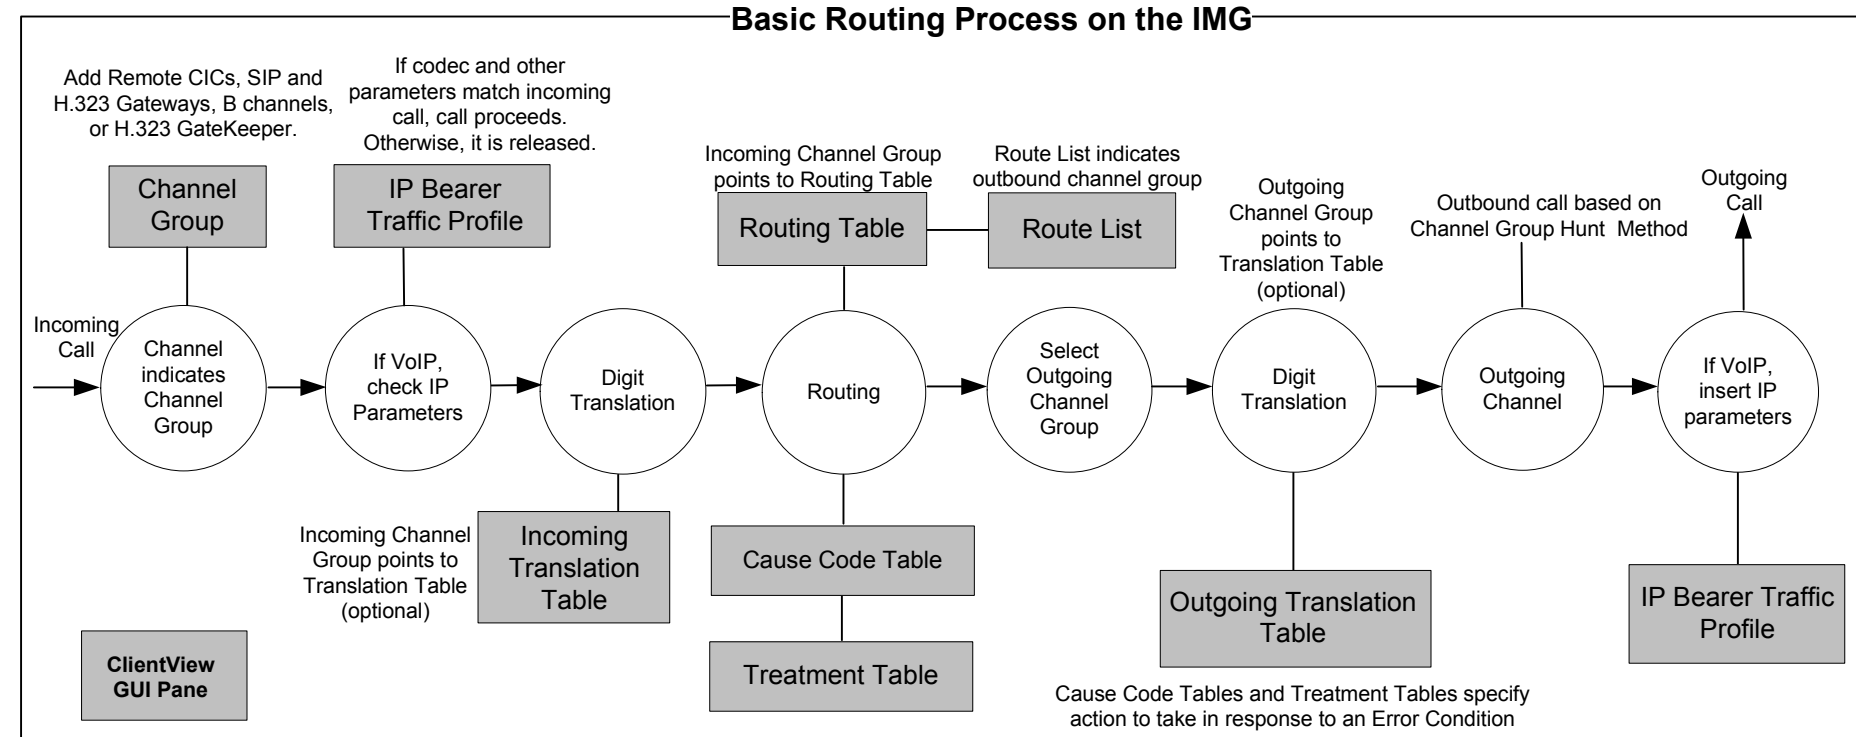 Basic Routing Process on the IMG
Add Remote CICs, SIP and
H.323 Gateways, B channels,
or H.323 GateKeeper.
If codec and other
parameters match incoming
call, call proceeds.
Otherwise, it is released.
Channel
Group
IP Bearer
Traffic Profile
Incoming Channel Group
points to Routing Table
Routing Table
Route List indicates
outbound channel group
Route List
Outgoing
Channel Group
points to
Translation Table
(optional)
Outbound call based on
Channel Group Hunt Method
Outgoing
Call
Incoming
Call
Channel
indicates
Channel
Group
If VoIP,
check IP
Parameters
Digit
Translation
Routing
Select
Outgoing
Channel
Group
Digit
Translation
Outgoing
Channel
If VoIP,
insert IP
parameters
Incoming Channel
Group points to
Translation Table
(optional)
Incoming
Translation
Table
Cause Code Table
Treatment Table
Outgoing Translation
Table
IP Bearer Traffic
Profile
ClientView
GUI Pane
Cause Code Tables and Treatment Tables specify
action to take in response to an Error Condition